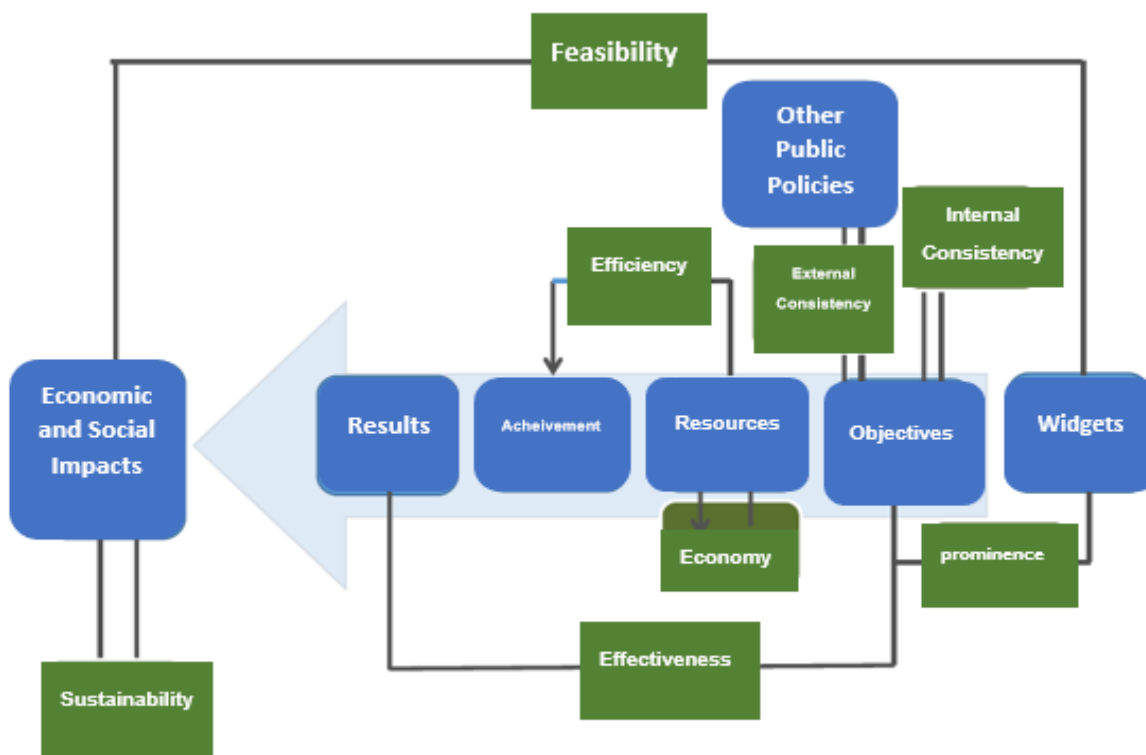 Feasibility
Other
Public
Policies
Internal
Consistency
Efficiency
External
Consistency
Economic
and Social
Impacts
Results
Acheivement
Resources
Objectives
Widgets
Economy
prominence
Effectiveness
Sustainability